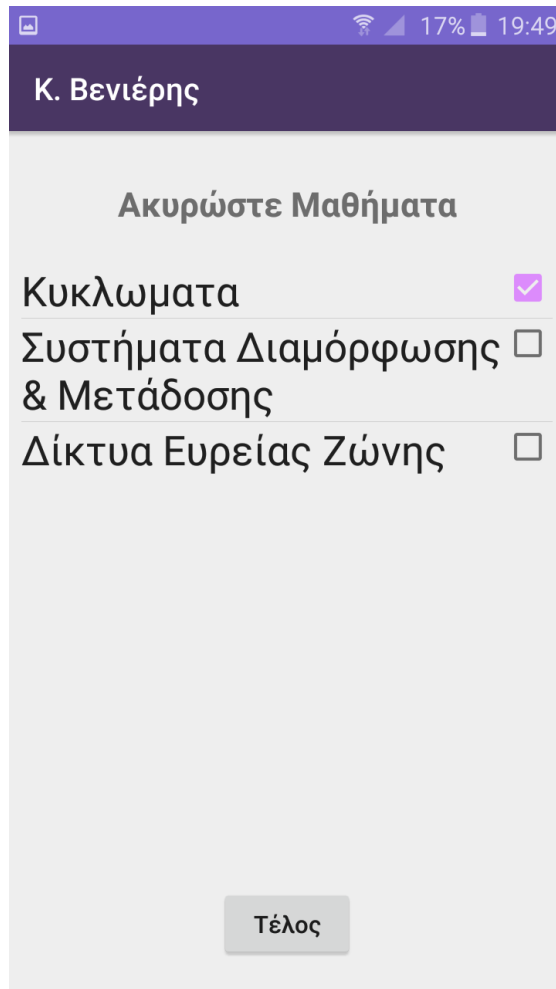 17% 19:49
Κ. Βενιέρης
Ακυρώστε Μαθήματα
Κυκλωματα
Συστήματα Διαμόρφωσης
& Μετάδοσης
Δίκτυα Ευρείας Ζώνης
Τέλος